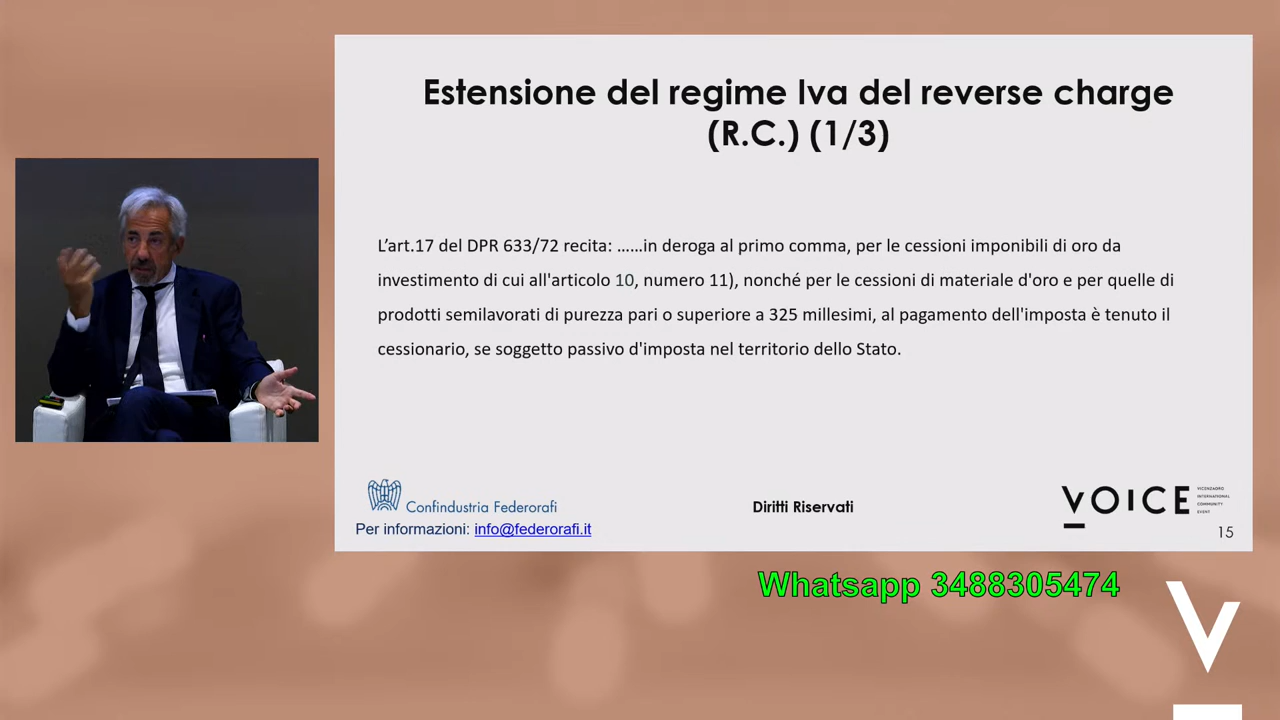 Estensione del regime Iva del reverse charge
(R.C.) (1/3)
L’art.17 del DPR 633/72 recita: ……in deroga al primo comma, per le cessioni imponibili di oro da
investimento di cui all'articolo 10, numero 11), nonché per le cessioni di materiale d'oro e per quelle di
prodotti semilavorati di purezza pari o superiore a 325 millesimi, al pagamento dell'imposta è tenuto il
cessionario, se soggetto passivo d'imposta nel territorio dello Stato.
Confindustria Federorafi
Per informazioni: info@federorafi.it
Diritti Riservati
VOICE
VICENZAORO
INTERNATIONAL
COMMUNITY
EVENT
15
Whatsapp 3488305474
V